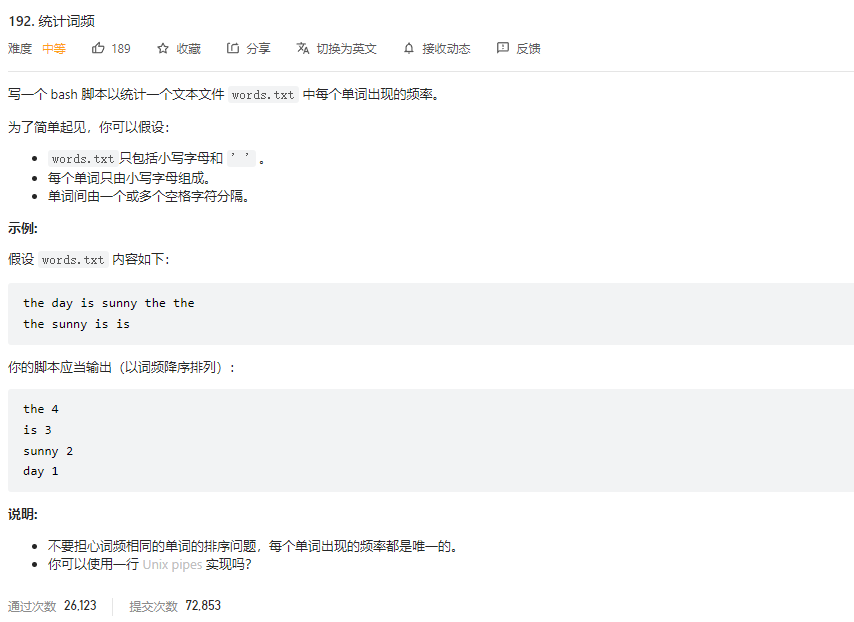 192. 统计词频
难度 中等 189 收藏 分享 切换为英文 接收动态 反馈
写一个 bash 脚本以统计一个文本文件 words.txt 中每个单词出现的频率。
为了简单起见，你可以假设：
words.txt只包括小写字母和 ' ' 。
每个单词只由小写字母组成。
单词间由一个或多个空格字符分隔。
示例:
假设 words.txt 内容如下：
the day is sunny the the
the sunny is is
你的脚本应当输出（以词频降序排列）：
the 4
is 3
sunny 2
day 1
说明:
不要担心词频相同的单词的排序问题，每个单词出现的频率都是唯一的。
你可以使用一行 Unix pipes 实现吗？
通过次数 26,123 提交次数 72,853